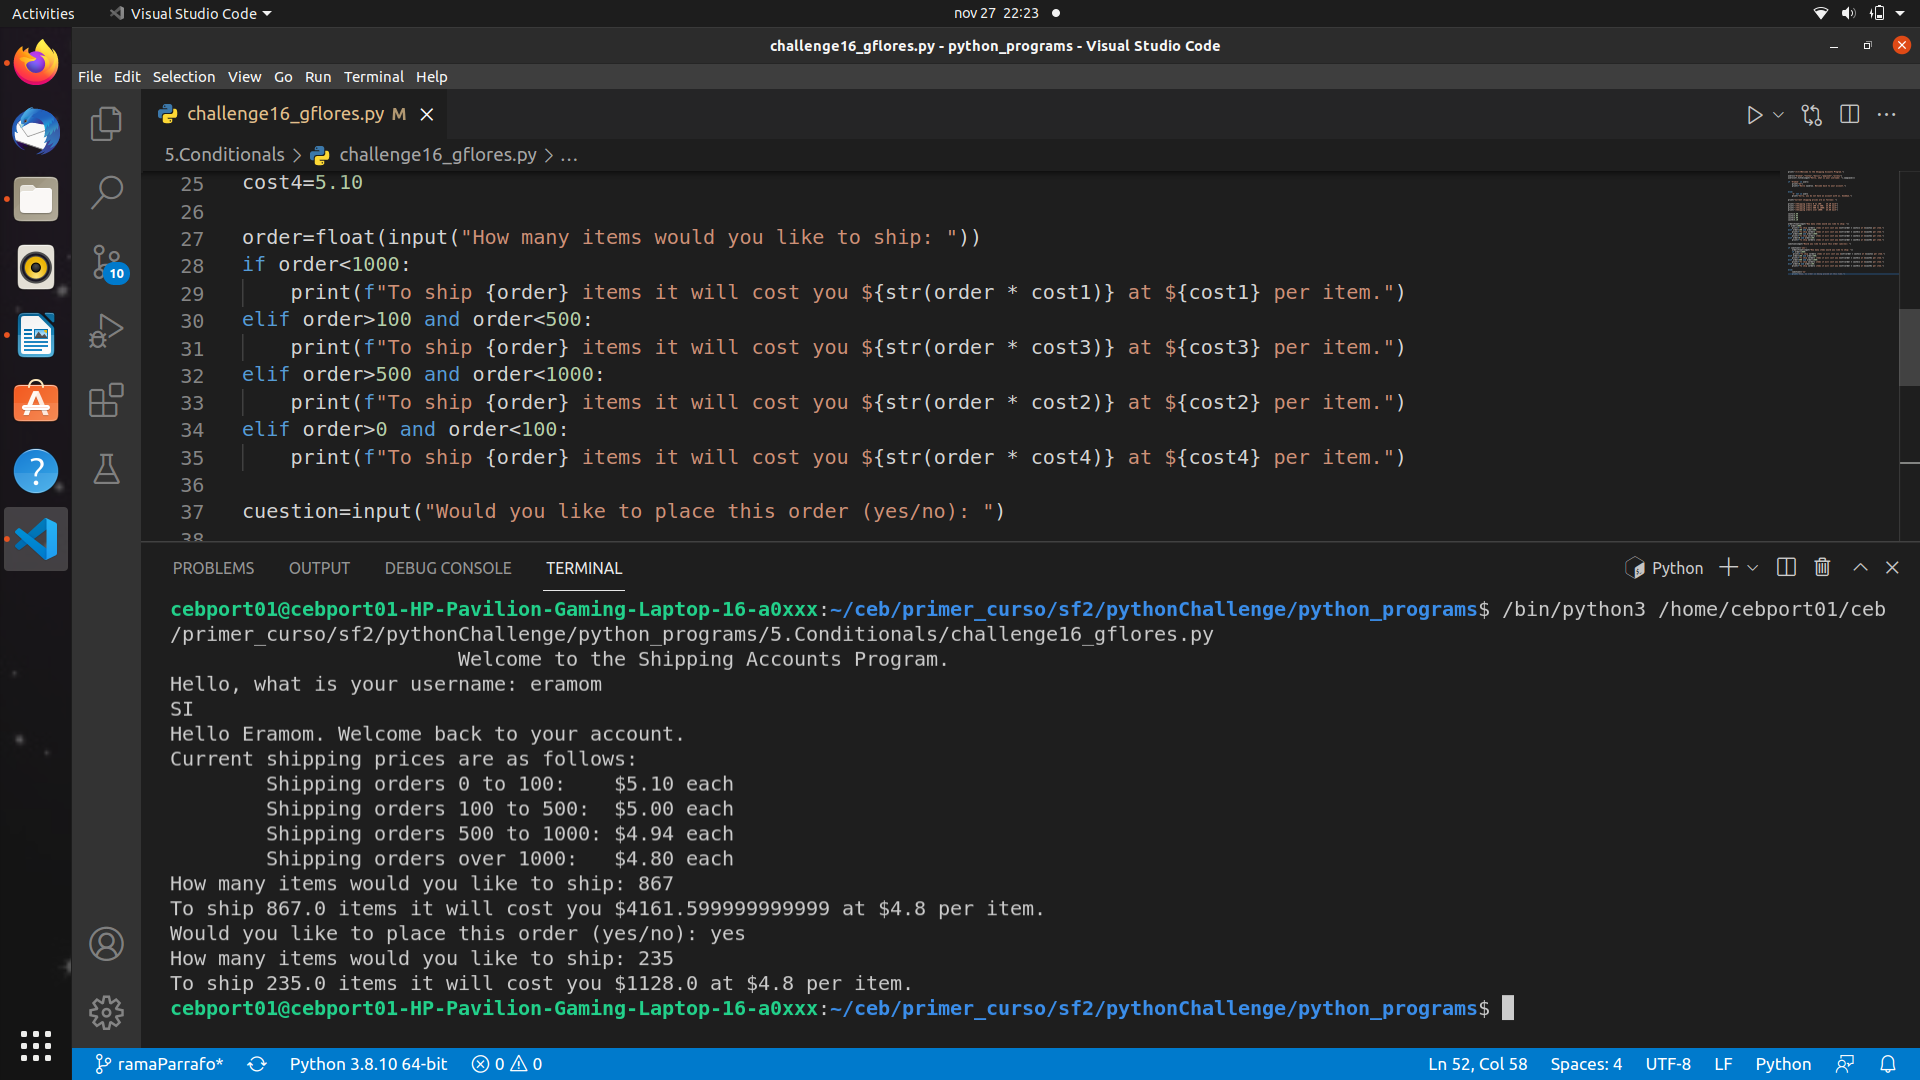 Activities
Visual Studio Code
nov 27 22:23
challenge16_gflores.py - python_programs - Visual Studio Code
File Edit Selection View Go Run Terminal Help
challenge16_gflores.py M
5.Conditionals > challenge16_gflores.py > ...
25 cost4=5.10
26
27 order=float(input("How many items would you like to ship: "))
28 if order<1000:
29     print(f"To ship {order} items it will cost you ${str(order * cost1)} at ${cost1} per item.")
30 elif order>100 and order<500:
31     print(f"To ship {order} items it will cost you ${str(order * cost3)} at ${cost3} per item.")
32 elif order>500 and order<1000:
33     print(f"To ship {order} items it will cost you ${str(order * cost2)} at ${cost2} per item.")
34 elif order>0 and order<100:
35     print(f"To ship {order} items it will cost you ${str(order * cost4)} at ${cost4} per item.")
36
37 cuestion=input("Would you like to place this order (yes/no): ")
38
10
PROBLEMS OUTPUT DEBUG CONSOLE TERMINAL
Python
cebport01@cebport01-HP-Pavilion-Gaming-Laptop-16-a0xxx:~/ceb/primer_curso/sf2/pythonChallenge/python_programs$ /bin/python3 /home/cebport01/ceb
/primer_curso/sf2/pythonChallenge/python_programs/5.Conditionals/challenge16_gflores.py
Welcome to the Shipping Accounts Program.
Hello, what is your username: eramom
SI
Hello Eramom. Welcome back to your account.
Current shipping prices are as follows:
Shipping orders 0 to 100:    $5.10 each
Shipping orders 100 to 500:  $5.00 each
Shipping orders 500 to 1000: $4.94 each
Shipping orders over 1000:   $4.80 each
How many items would you like to ship: 867
To ship 867.0 items it will cost you $4161.599999999999 at $4.8 per item.
Would you like to place this order (yes/no): yes
How many items would you like to ship: 235
To ship 235.0 items it will cost you $1128.0 at $4.8 per item.
cebport01@cebport01-HP-Pavilion-Gaming-Laptop-16-a0xxx:~/ceb/primer_curso/sf2/pythonChallenge/python_programs$
ramaParrafo* Python 3.8.10 64-bit 0 0 Ln 52, Col 58 Spaces: 4 UTF-8 LF Python